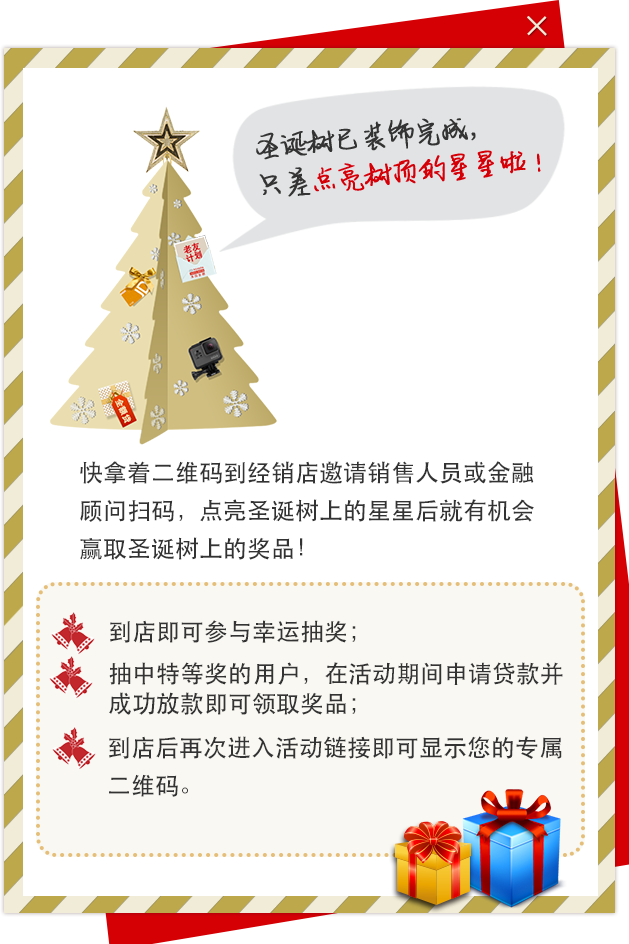 圣诞树已装饰完成，
只差点亮树顶的星星啦！
老友
计划
快拿着二维码到经销店邀请销售人员或金融
顾问扫码，点亮圣诞树上的星星后就有机会
赢取圣诞树上的奖品！
到店即可参与幸运抽奖；
抽中特等奖的用户，在活动期间申请贷款并
成功放款即可领取奖品；
到店后再次进入活动链接即可显示您的专属
二维码。